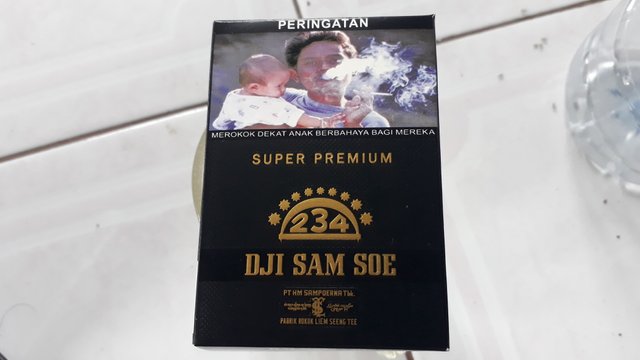 PERINGATAN
MEROKOK DEKAT ANAK BERBAHAYA BAGI MEREKA
SUPER PREMIUM
234
DJI SAM SOE
PT HM SAMPOERNA Tbk.
PABRIK ROKOK LIEM SEENG TEE